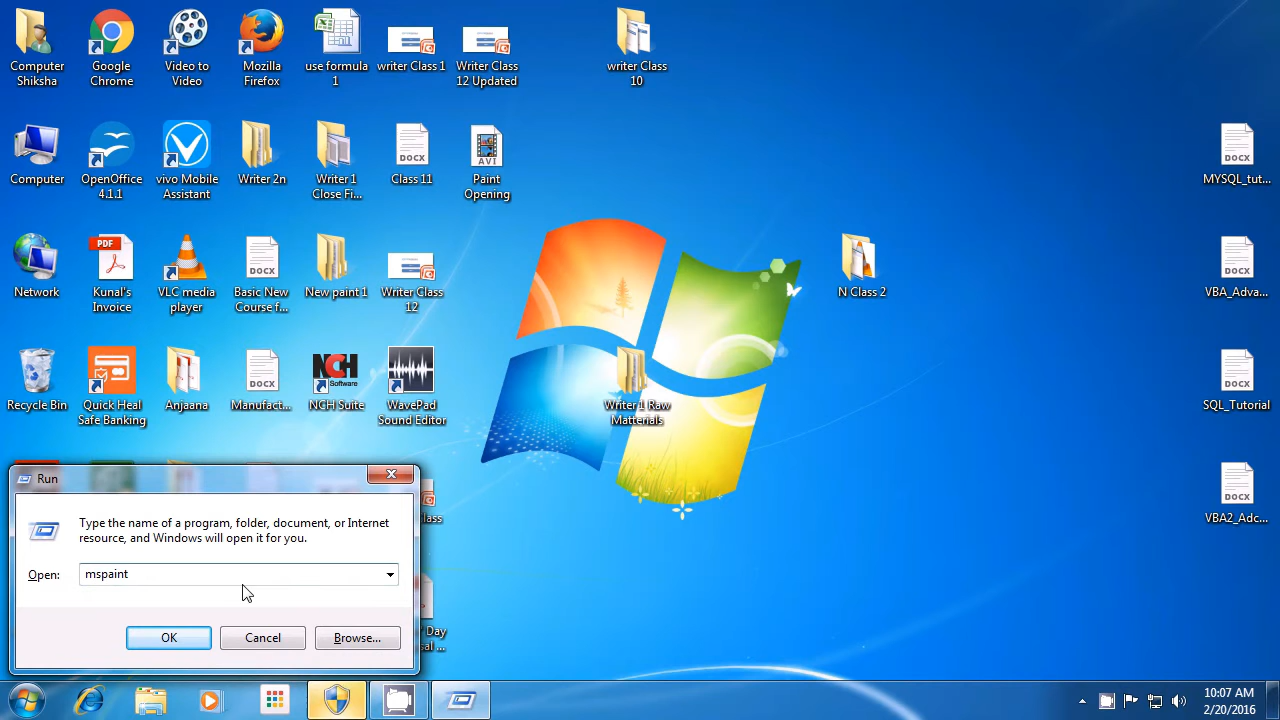 Computer
Shiksha
Google
Chrome
Video to
Video
Mozilla
Firefox
use formula
1
writer Class 1
Writer Class
12 Updated
writer Class
10
Computer
OpenOffice
4.1.1
vivo Mobile
Assistant
Writer 2n
Writer 1
Close Fi...
DOCX
Class 11
AVI
Paint
Opening
DOCX
MYSQL_tut...
Network
PDF
Kunal's
Invoice
VLC media
player
DOCX
Basic New
Course f...
New paint 1
Writer Class
12
N Class 2
DOCX
VBA_Adva...
Recycle Bin
Quick Heal
Safe Banking
Anjaana
DOCX
Manufact...
NCH
Software
NCH Suite
WavePad
Sound Editor
Writer 1 Raw
Matterials
DOCX
SQL_Tutorial
DOCX
VBA2_Adc...
Run
Type the name of a program, folder, document, or Internet
resource, and Windows will open it for you.
Open:
mspaint
OK
Cancel
Browse...
Day
10:07 AM
2/20/2016